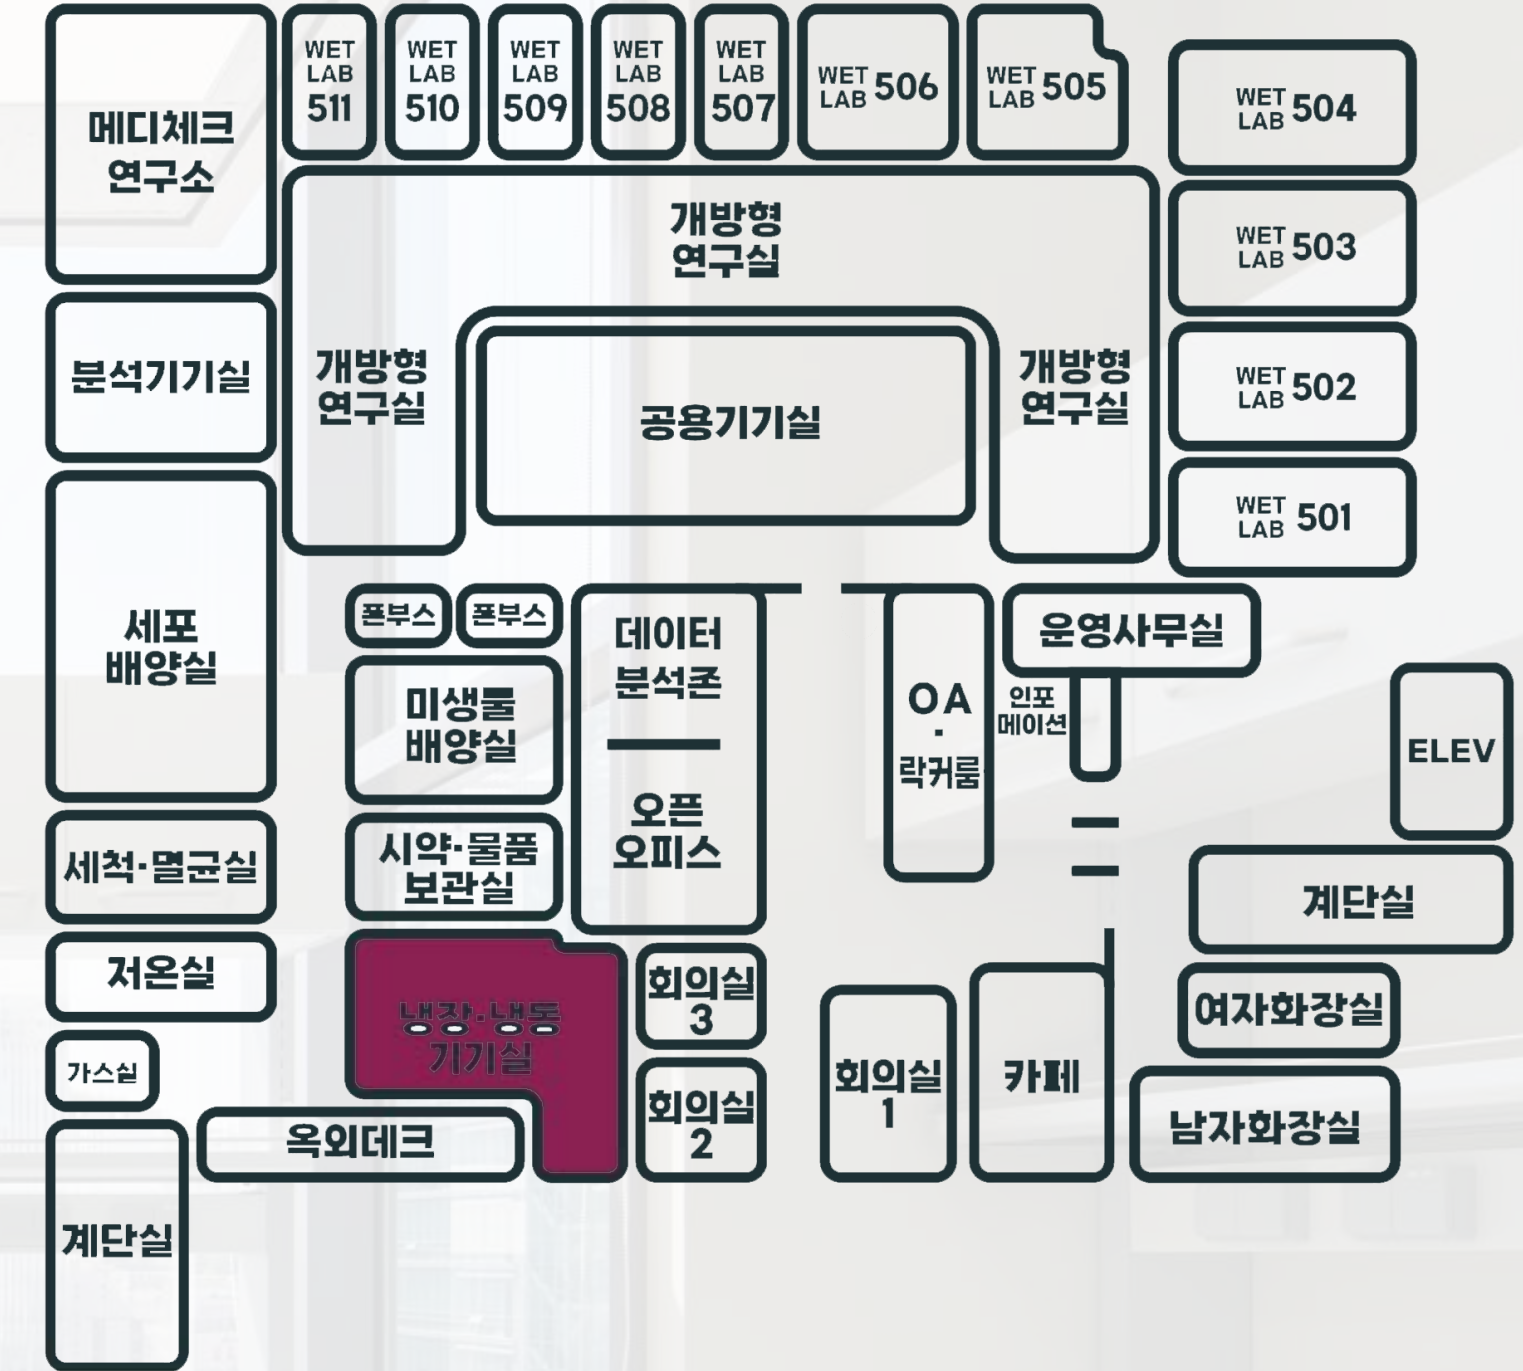 메디체크
연구소
WET
LAB
511
WET
LAB
510
WET
LAB
509
WET
LAB
508
WET
LAB
507
WET
LAB 506
WET
LAB 505
WET
LAB 504
WET
LAB 503
WET
LAB 502
WET
LAB 501
개방형
연구실
개방형
연구실
개방형
연구실
공용기기실
분석기기실
세포
배양실
폰부스
폰부스
데이터
분석존
오픈
오피스
미생물
배양실
시약·물품
보관실
OA
·
락커룸
운영사무실
인포
메이션
ELEV
계단실
세척·멸균실
저온실
가스실
계단실
냉장·냉동
기기실
옥외데크
회의실
3
회의실
2
회의실
1
카페
여자화장실
남자화장실